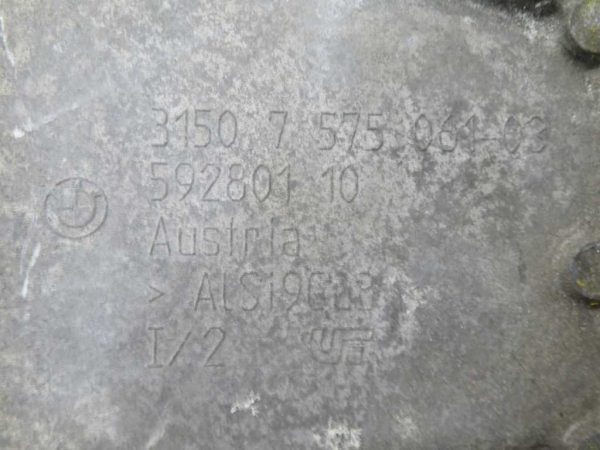 3150 7 575 061-03
592801 10
Austria
> AlSi9Cu3
I/2